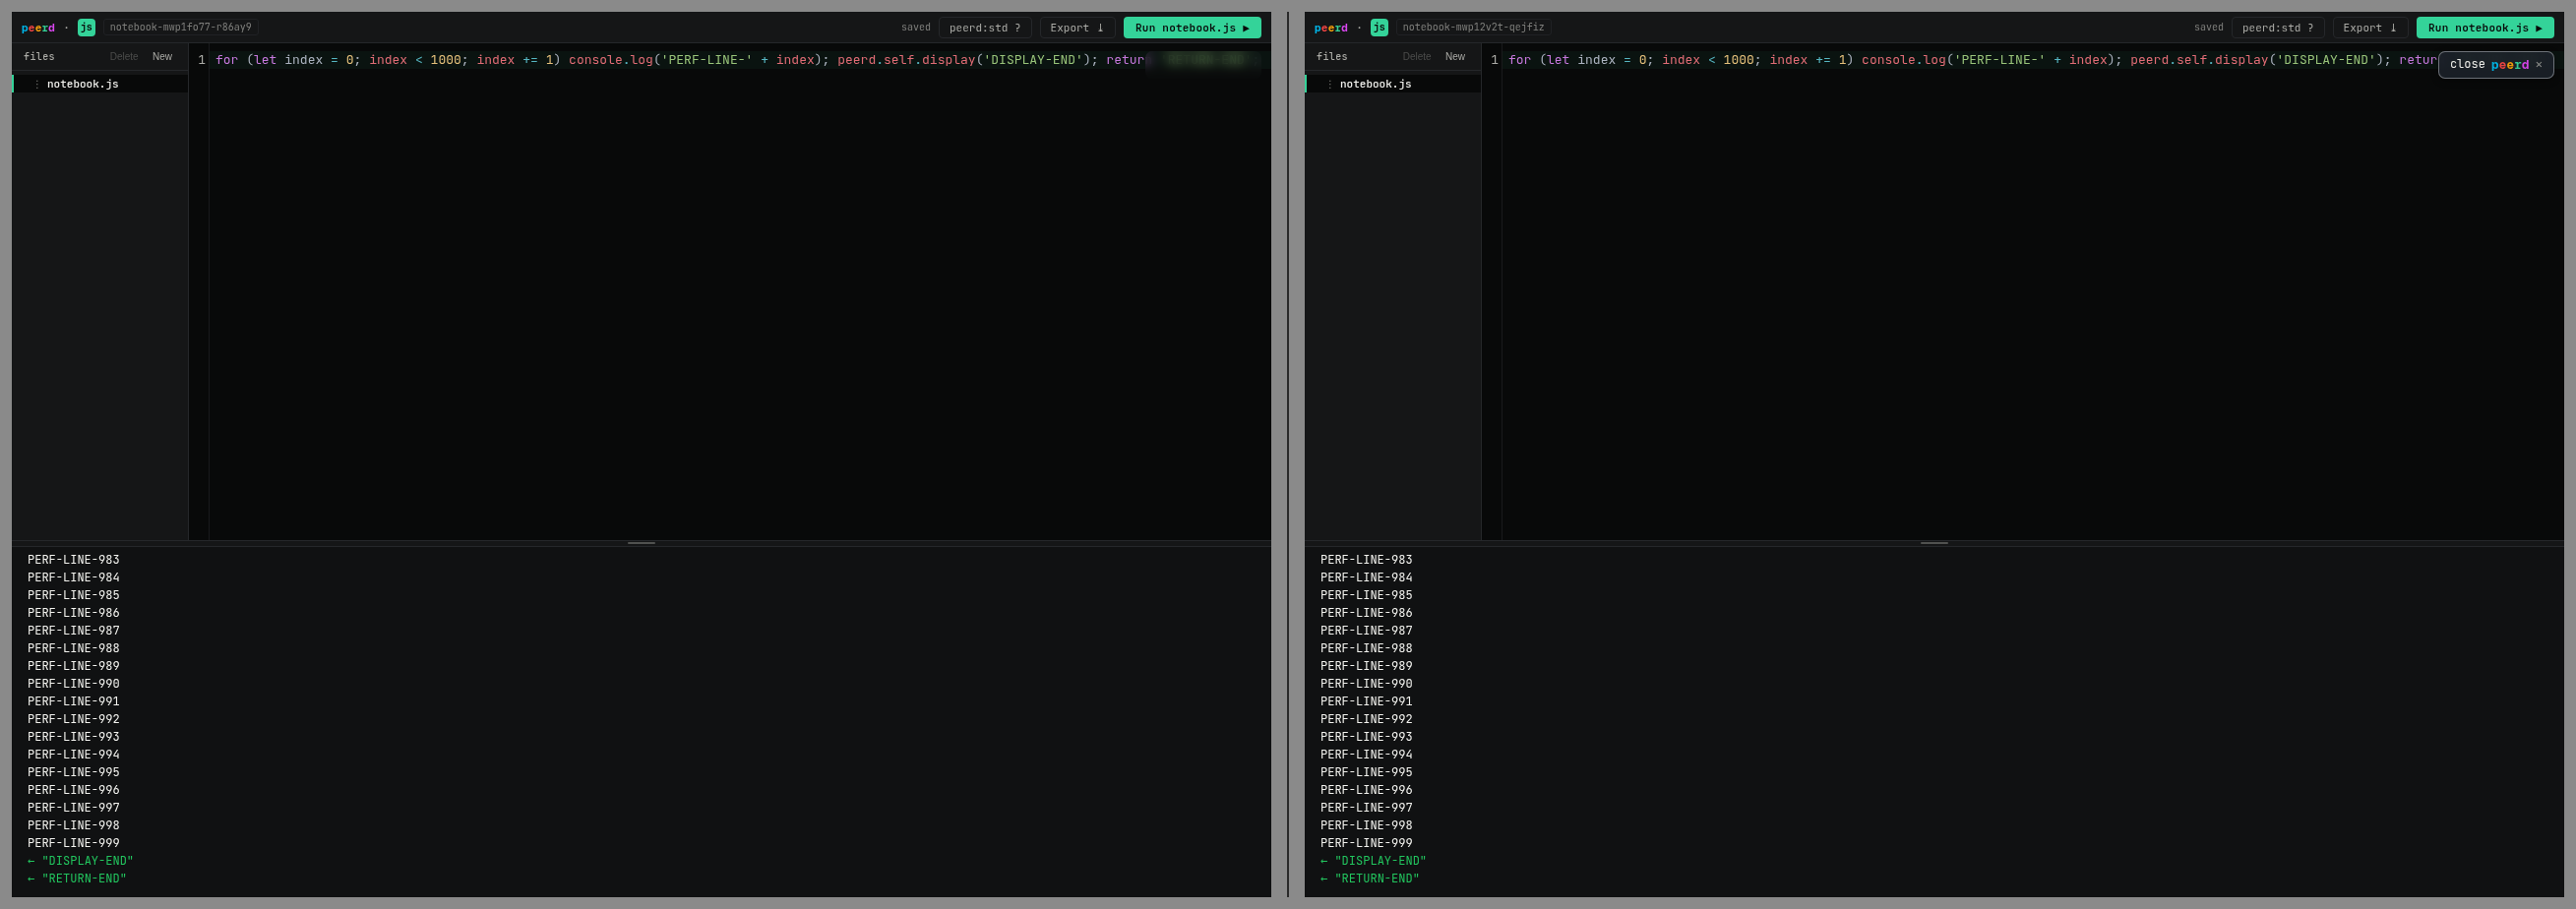 peerd · js notebook-mwp1fo77-r86ay9 saved peerd:std ? Export ↓ Run notebook.js ▶
files Delete New
⋮ notebook.js
1 for (let index = 0; index < 1000; index += 1) console.log('PERF-LINE-' + index); peerd.self.display('DISPLAY-END'); retur
PERF-LINE-983
PERF-LINE-984
PERF-LINE-985
PERF-LINE-986
PERF-LINE-987
PERF-LINE-988
PERF-LINE-989
PERF-LINE-990
PERF-LINE-991
PERF-LINE-992
PERF-LINE-993
PERF-LINE-994
PERF-LINE-995
PERF-LINE-996
PERF-LINE-997
PERF-LINE-998
PERF-LINE-999
← "DISPLAY-END"
← "RETURN-END"
peerd · js notebook-mwp12v2t-qejfiz saved peerd:std ? Export ↓ Run notebook.js ▶
files Delete New
⋮ notebook.js
1 for (let index = 0; index < 1000; index += 1) console.log('PERF-LINE-' + index); peerd.self.display('DISPLAY-END'); retur
close peerd ×
PERF-LINE-983
PERF-LINE-984
PERF-LINE-985
PERF-LINE-986
PERF-LINE-987
PERF-LINE-988
PERF-LINE-989
PERF-LINE-990
PERF-LINE-991
PERF-LINE-992
PERF-LINE-993
PERF-LINE-994
PERF-LINE-995
PERF-LINE-996
PERF-LINE-997
PERF-LINE-998
PERF-LINE-999
← "DISPLAY-END"
← "RETURN-END"